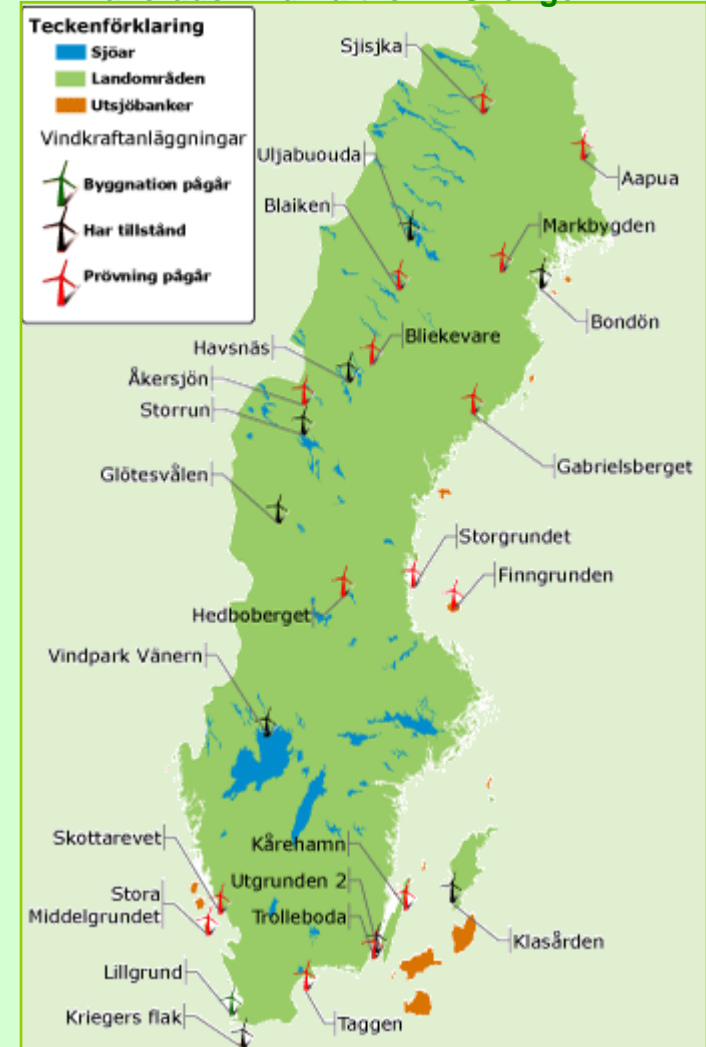 Teckenförklaring
Sjöar
Landområden
Utsjöbanker
Vindkraftanläggningar
Byggnation pågår
Har tillstånd
Prövning pågår
Sjisjka
Uljabuouda
Aapua
Blaiken
Markbygden
Bondön
Havsnäs
Bliekevare
Åkersjön
Storrun
Gabrielsberget
Glötesvålen
Storgrundet
Finngrunden
Hedboberget
Vindpark Vänern
Skottarevet
Kårehamn
Utgrunden 2
Stora
Middelgrundet
Trolleboda
Klasården
Lillgrund
Kriegers flak
Taggen